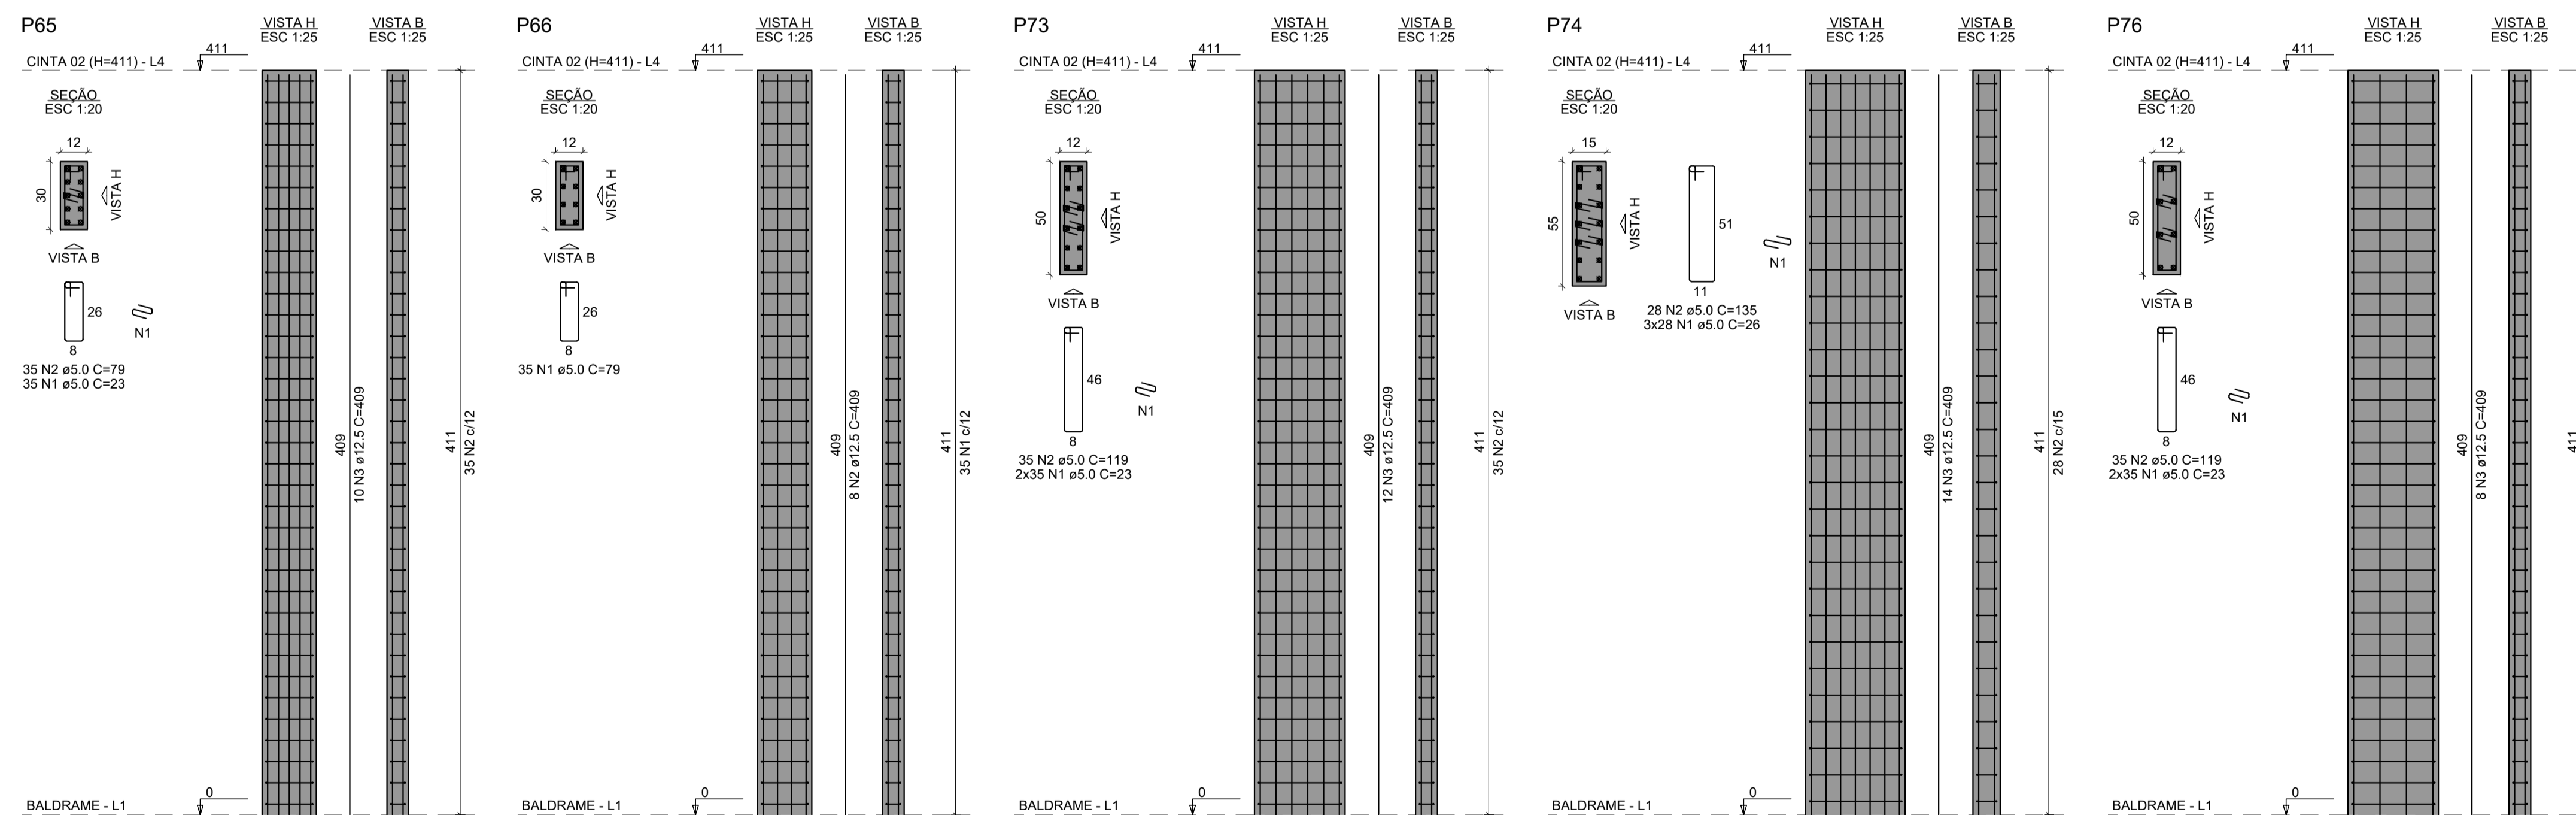 P65
VISTA H
ESC 1:25
VISTA B
ESC 1:25
411
CINTA 02 (H=411) - L4
SEÇÃO
ESC 1:20
12
30
VISTA H
VISTA B
26
N1
8
35 N2 ø5.0 C=79
35 N1 ø5.0 C=23
409
10 N3 ø12.5 C=409
411
35 N2 c/12
0
BALDRAME - L1
P66
VISTA H
ESC 1:25
VISTA B
ESC 1:25
411
CINTA 02 (H=411) - L4
SEÇÃO
ESC 1:20
12
30
VISTA H
VISTA B
26
8
35 N1 ø5.0 C=79
409
8 N2 ø12.5 C=409
411
35 N1 c/12
0
BALDRAME - L1
P73
VISTA H
ESC 1:25
VISTA B
ESC 1:25
411
CINTA 02 (H=411) - L4
SEÇÃO
ESC 1:20
12
50
VISTA H
VISTA B
46
N1
8
35 N2 ø5.0 C=119
2x35 N1 ø5.0 C=23
409
12 N3 ø12.5 C=409
411
35 N2 c/12
0
BALDRAME - L1
P74
VISTA H
ESC 1:25
VISTA B
ESC 1:25
411
CINTA 02 (H=411) - L4
SEÇÃO
ESC 1:20
15
55
VISTA H
VISTA B
51
N1
11
28 N2 ø5.0 C=135
3x28 N1 ø5.0 C=26
409
14 N3 ø12.5 C=409
411
28 N2 c/15
0
BALDRAME - L1
P76
VISTA H
ESC 1:25
VISTA B
ESC 1:25
411
CINTA 02 (H=411) - L4
SEÇÃO
ESC 1:20
12
50
VISTA H
VISTA B
46
N1
8
35 N2 ø5.0 C=119
2x35 N1 ø5.0 C=23
409
8 N3 ø12.5 C=409
411
0
BALDRAME - L1